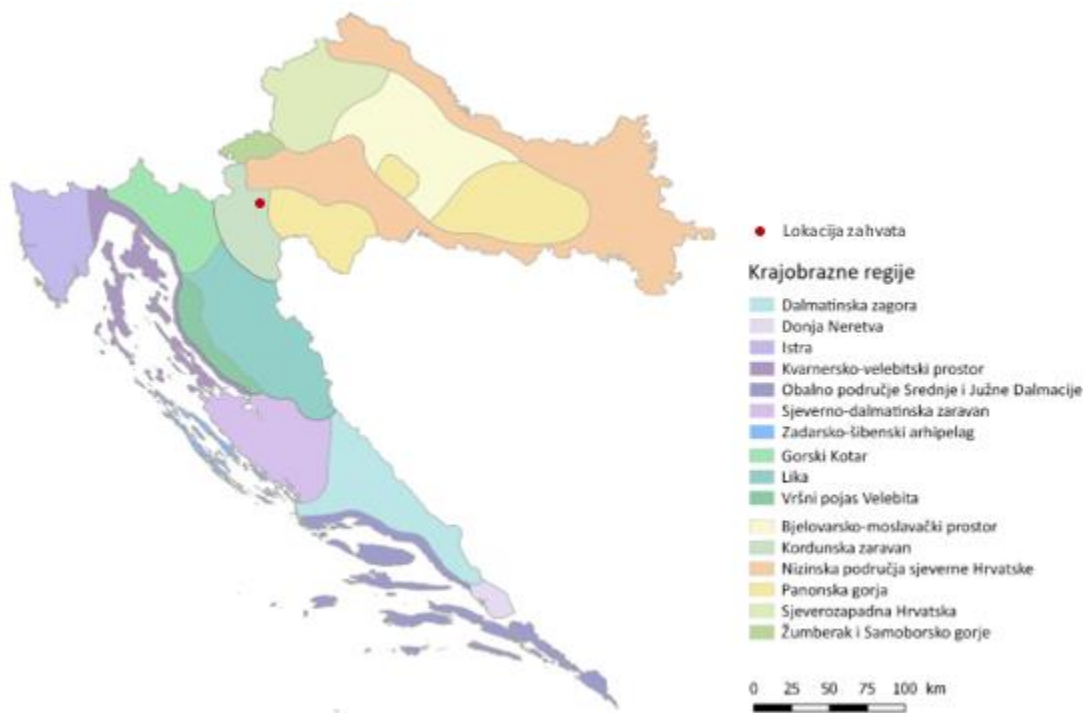 Lokacija zahvata
Krajobrazne regije
Dalmatinska zagora
Donja Neretva
Istra
Kvarnersko-velebitski prostor
Obalno područje Srednje i Južne Dalmacije
Sjeverno-dalmatinska zaravan
Zadarsko-šibenski arhipelag
Gorski Kotar
Lika
Vršni pojas Velebita
Bjelovarsko-moslavački prostor
Kordunska zaravan
Nizinska područja sjeverne Hrvatske
Panonska gorja
Sjeverozapadna Hrvatska
Žumberak i Samoborsko gorje
0 25 50 75 100 km